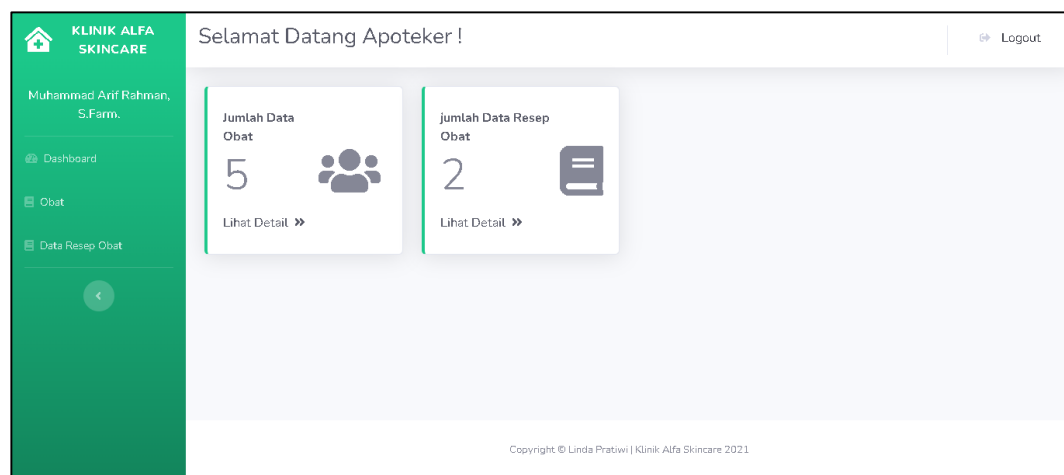 KLINIK ALFA
SKINCARE
Selamat Datang Apoteker !
Logout
Muhammad Arif Rahman,
S.Farm.
Dashboard
Obat
Data Resep Obat
Jumlah Data
Obat
5
Lihat Detail »
jumlah Data Resep
Obat
2
Lihat Detail »
Copyright © Linda Pratiwi | Klinik Alfa Skincare 2021